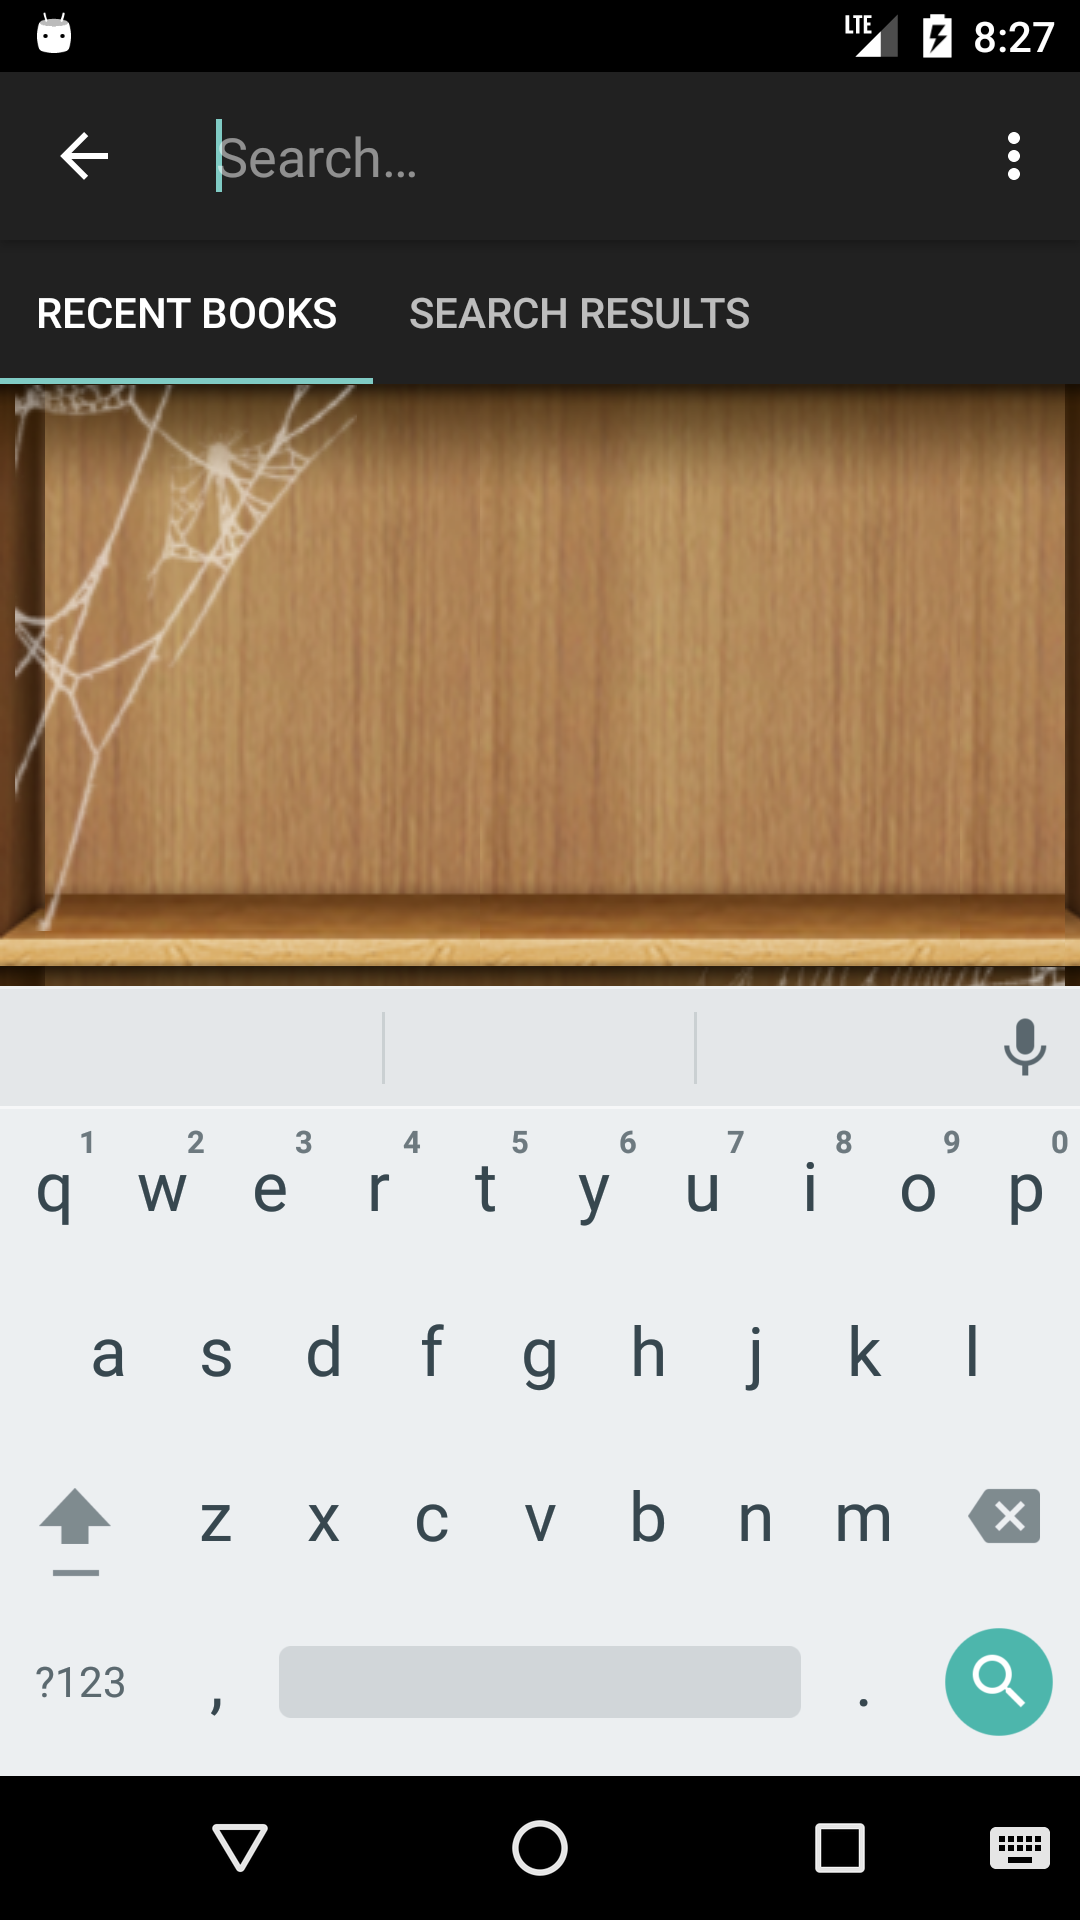 LTE 8:27
Search...
RECENT BOOKS SEARCH RESULTS
1 2 3 4 5 6 7 8 9 0
q w e r t y u i o p
a s d f g h j k l
z x c v b n m
?123 , .